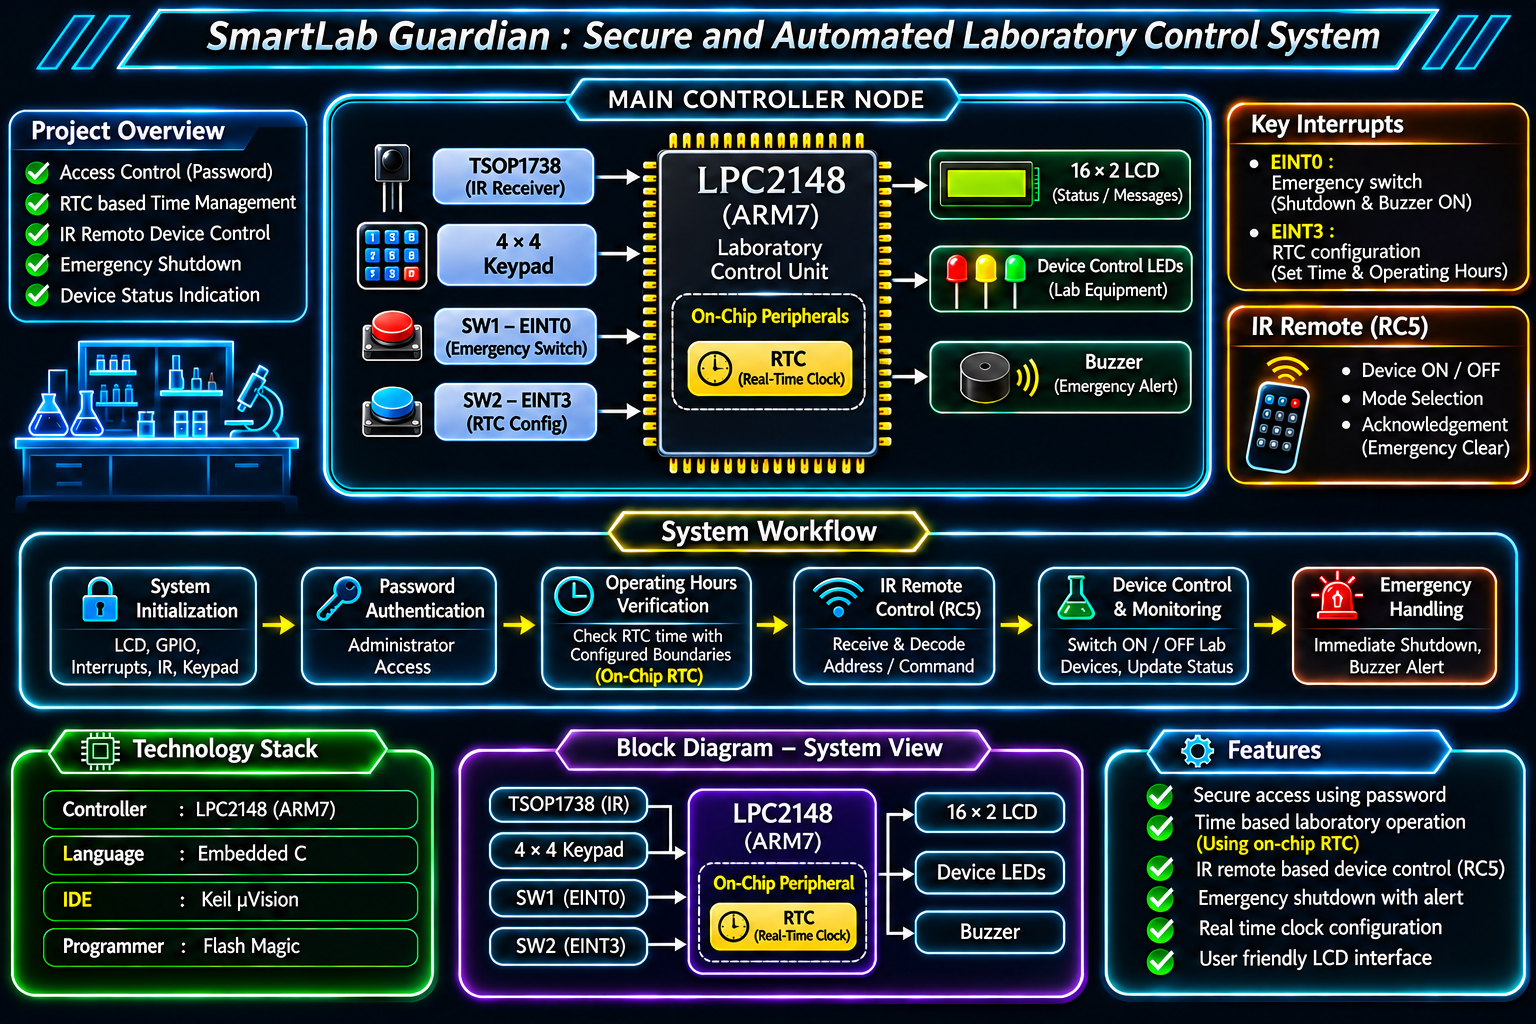 SmartLab Guardian : Secure and Automated Laboratory Control System
MAIN CONTROLLER NODE
Project Overview
Access Control (Password)
RTC based Time Management
IR Remoto Device Control
Emergency Shutdown
Device Status Indication
TSOP1738
(IR Receiver)
4 × 4
Keypad
SW1 – EINT0
(Emergency Switch)
SW2 – EINT3
(RTC Config)
LPC2148
(ARM7)
Laboratory
Control Unit
On-Chip Peripherals
RTC
(Real-Time Clock)
16 × 2 LCD
(Status / Messages)
Device Control LEDs
(Lab Equipment)
Buzzer
(Emergency Alert)
Key Interrupts
• EINT0 :
Emergency switch
(Shutdown & Buzzer ON)
• EINT3 :
RTC configuration
(Set Time & Operating Hours)
IR Remote (RC5)
• Device ON / OFF
• Mode Selection
• Acknowledgement
(Emergency Clear)
System Workflow
System
Initialization
LCD, GPIO,
Interrupts, IR, Keypad
Password
Authentication
Administrator
Access
Operating Hours
Verification
Check RTC time with
Configured Boundaries
(On-Chip RTC)
IR Remote
Control (RC5)
Receive & Decode
Address / Command
Device Control
& Monitoring
Switch ON / OFF Lab
Devices, Update Status
Emergency
Handling
Immediate Shutdown,
Buzzer Alert
Technology Stack
Controller : LPC2148 (ARM7)
Language : Embedded C
IDE : Keil µVision
Programmer : Flash Magic
Block Diagram – System View
TSOP1738 (IR)
4 × 4 Keypad
SW1 (EINT0)
SW2 (EINT3)
LPC2148
(ARM7)
On-Chip Peripheral
RTC
(Real-Time Clock)
16 × 2 LCD
Device LEDs
Buzzer
Features
Secure access using password
Time based laboratory operation
(Using on-chip RTC)
IR remote based device control (RC5)
Emergency shutdown with alert
Real time clock configuration
User friendly LCD interface